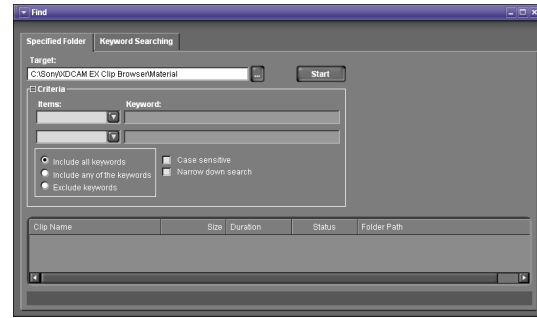 Find
Specified Folder Keyword Searching
Target:
C:\Sony\XDCAM EX Clip Browser\Material ... Start
Criteria
Items: Keyword:
Include all keywords Case sensitive
Include any of the keywords Narrow down search
Exclude keywords
Clip Name Size Duration Status Folder Path